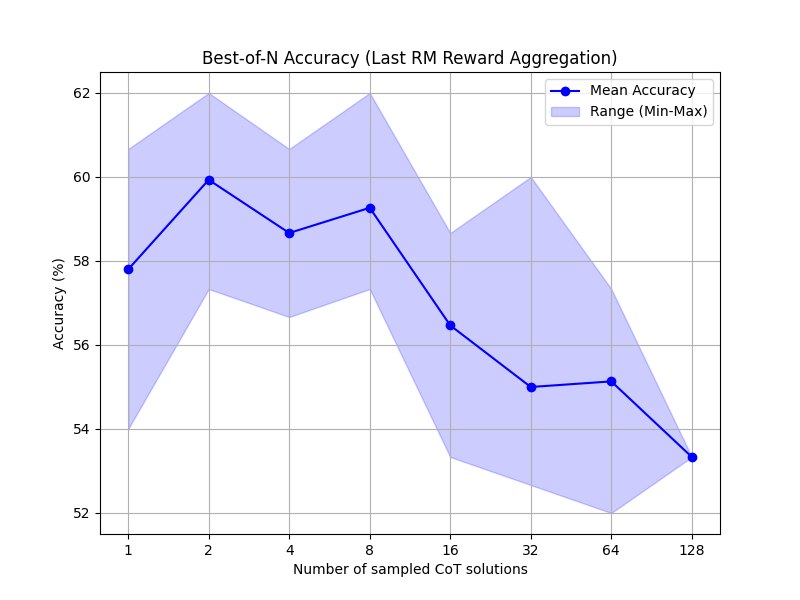 Best-of-N Accuracy (Last RM Reward Aggregation)
Mean Accuracy
Range (Min-Max)
Accuracy (%)
62
60
58
56
54
52
1 2 4 8 16 32 64 128
Number of sampled CoT solutions